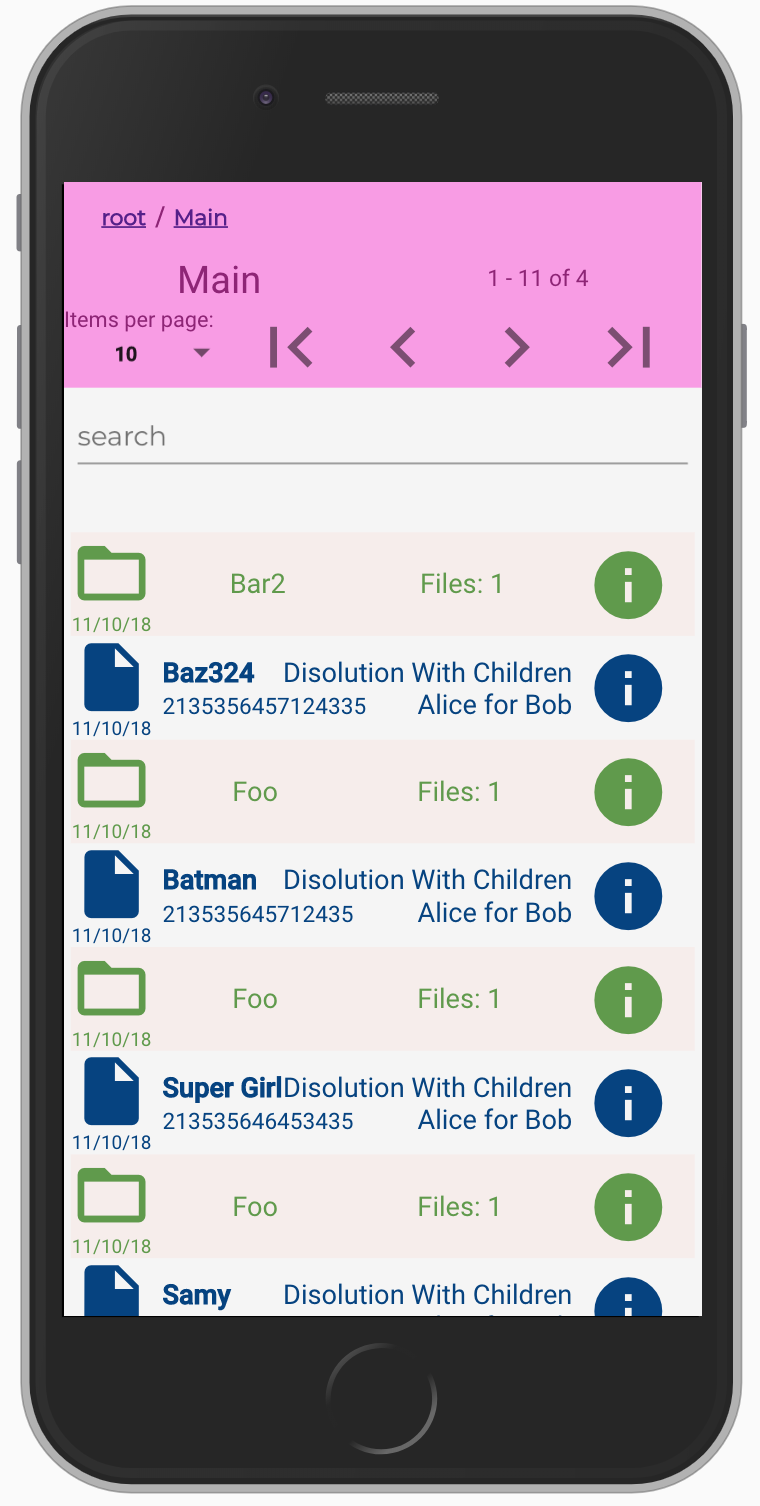 root / Main
Main
1 - 11 of 4
Items per page:
10
search
Bar2 Files: 1
11/10/18
Baz324 Disolution With Children
2135356457124335 Alice for Bob
11/10/18
Foo Files: 1
11/10/18
Batman Disolution With Children
213535645712435 Alice for Bob
11/10/18
Foo Files: 1
11/10/18
Super Girl Disolution With Children
213535646453435 Alice for Bob
11/10/18
Foo Files: 1
11/10/18
Samy Disolution With Children